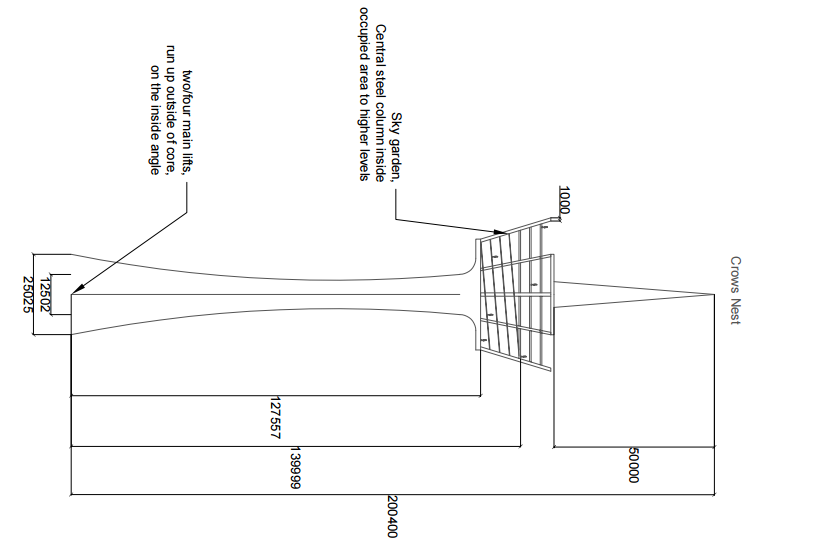 Crows Nest
1000
Sky garden,
Central steel column inside
occupied area to higher levels
two/four main lifts,
run up outside of core,
on the inside angle
12502
25025
127557
139999
50000
200400